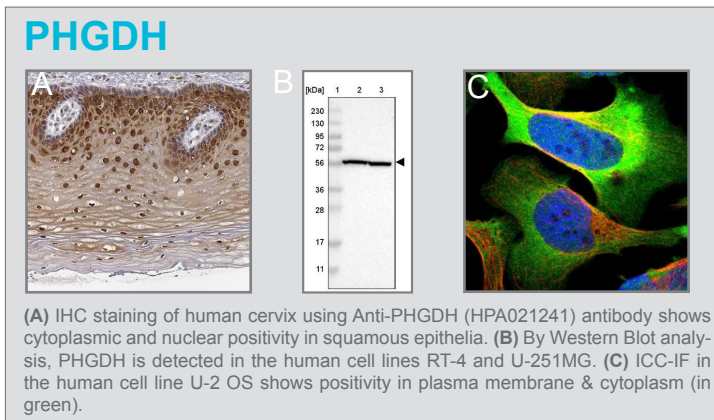 PHGDH
A
B
C
[kDa] 1 2 3
230
130
95
72
56
36
28
17
11
(A) IHC staining of human cervix using Anti-PHGDH (HPA021241) antibody shows
cytoplasmic and nuclear positivity in squamous epithelia. (B) By Western Blot analy-
sis, PHGDH is detected in the human cell lines RT-4 and U-251MG. (C) ICC-IF in
the human cell line U-2 OS shows positivity in plasma membrane & cytoplasm (in
green).